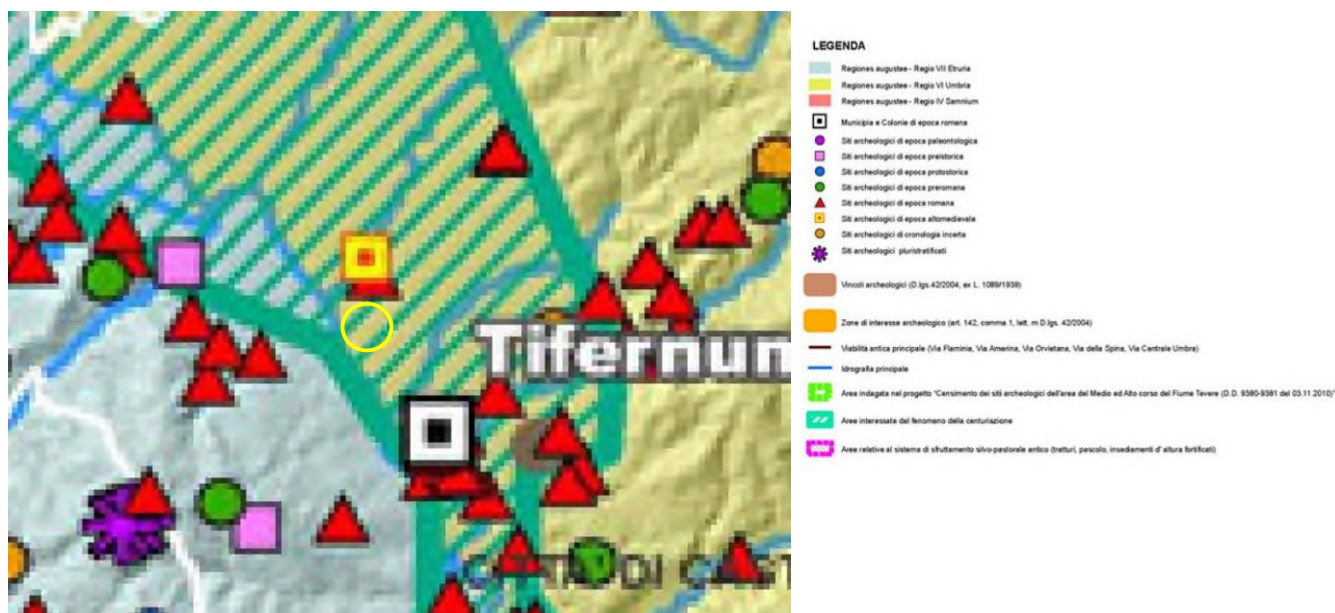 Tifernum
CITTA' DI CAST
LEGENDA
Regiones augustee - Regio VII Etruria
Regiones augustee - Regio VI Umbria
Regiones augustee - Regio IV Samnium
Municipia e Colonie di epoca romana
Siti archeologici di epoca paleontologica
Siti archeologici di epoca preistorica
Siti archeologici di epoca protostorica
Siti archeologici di epoca preromana
Siti archeologici di epoca romana
Siti archeologici di epoca altomedievale
Siti archeologici di cronologia incerta
Siti archeologici pluristratificati
Vincoli archeologici (D.lgs.42/2004, ex L. 1089/1939)
Zone di interesse archeologico (art. 142, comma 1, lett. m D.lgs. 42/2004)
Viabilità antica principale (Via Flaminia, Via Amerina, Via Orvietana, Via della Spina, Via Centrale Umbra)
Idrografia principale
Area indagata nel progetto "Censimento dei siti archeologici dell'area del Medio ed Alto corso del Fiume Tevere (D.D. 9380-9381 del 03.11.2010)"
Aree interessate dal fenomeno della centuriazione
Aree relative al sistema di sfruttamento silvo-pastorale antico (tratturi, pascolo, insediamenti d' altura fortificati)